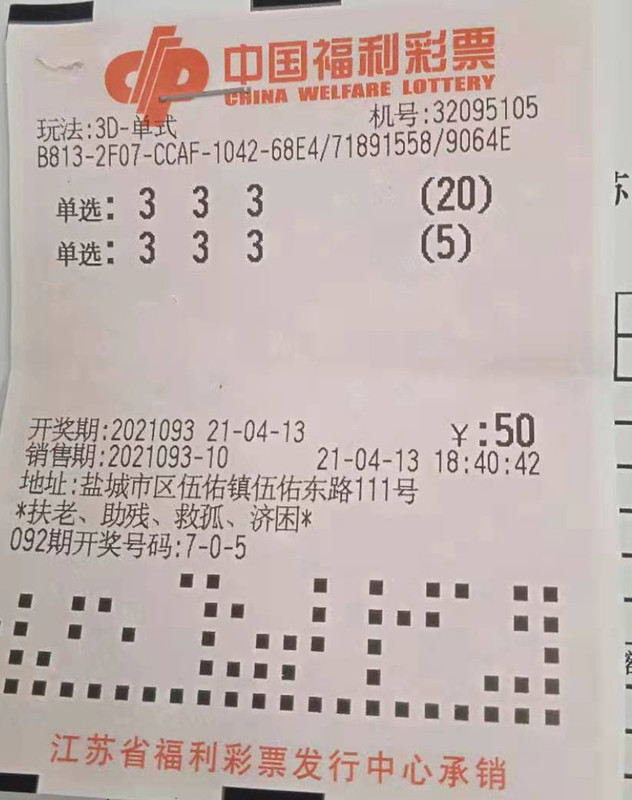 中国福利彩票
CHINA WELFARE LOTTERY
玩法:3D-单式 机号:32095105
B813-2F07-CCAF-1042-68E4/71891558/9064E
单选: 3 3 3 (20)
单选: 3 3 3 (5)
开奖期:2021093 21-04-13 ¥:50
销售期:2021093-10 21-04-13 18:40:42
地址:盐城市区伍佑镇伍佑东路111号
*扶老、助残、救孤、济困*
092期开奖号码:7-0-5
江苏省福利彩票发行中心承销